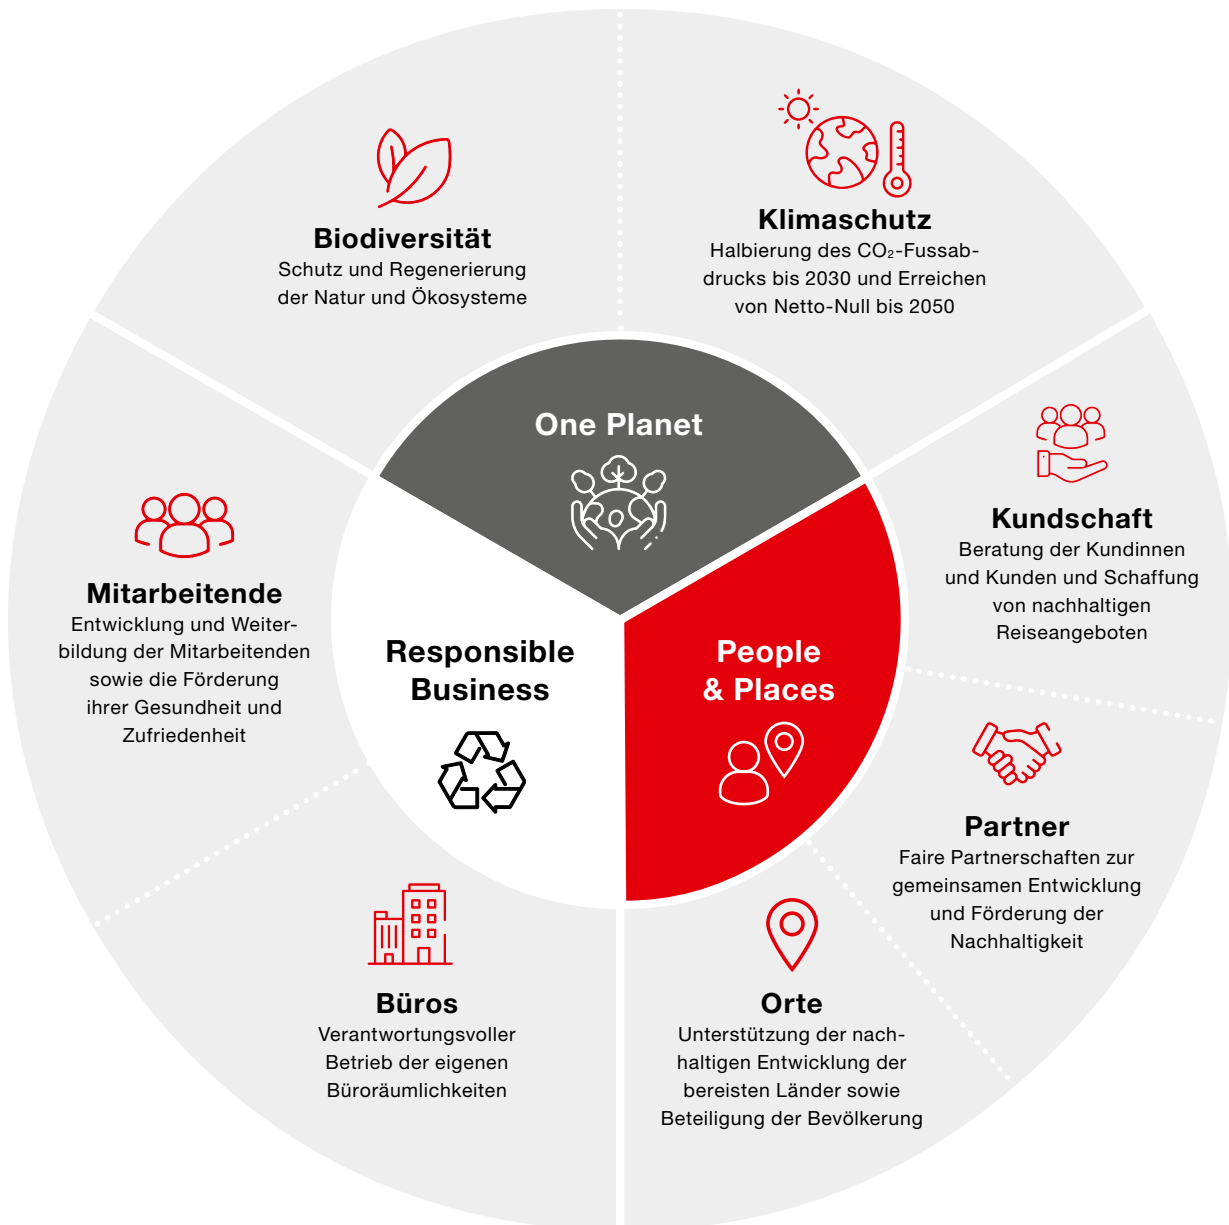 Biodiversität
Schutz und Regenerierung
der Natur und Ökosysteme
Klimaschutz
Halbierung des CO₂-Fussab-
drucks bis 2030 und Erreichen
von Netto-Null bis 2050
One Planet
Kundschaft
Beratung der Kundinnen
und Kunden und Schaffung
von nachhaltigen
Reiseangeboten
Mitarbeitende
Entwicklung und Weiter-
bildung der Mitarbeitenden
sowie die Förderung
ihrer Gesundheit und
Zufriedenheit
Responsible
Business
People
& Places
Partner
Faire Partnerschaften zur
gemeinsamen Entwicklung
und Förderung der
Nachhaltigkeit
Büros
Verantwortungsvoller
Betrieb der eigenen
Büroräumlichkeiten
Orte
Unterstützung der nach-
haltigen Entwicklung der
bereisten Länder sowie
Beteiligung der Bevölkerung